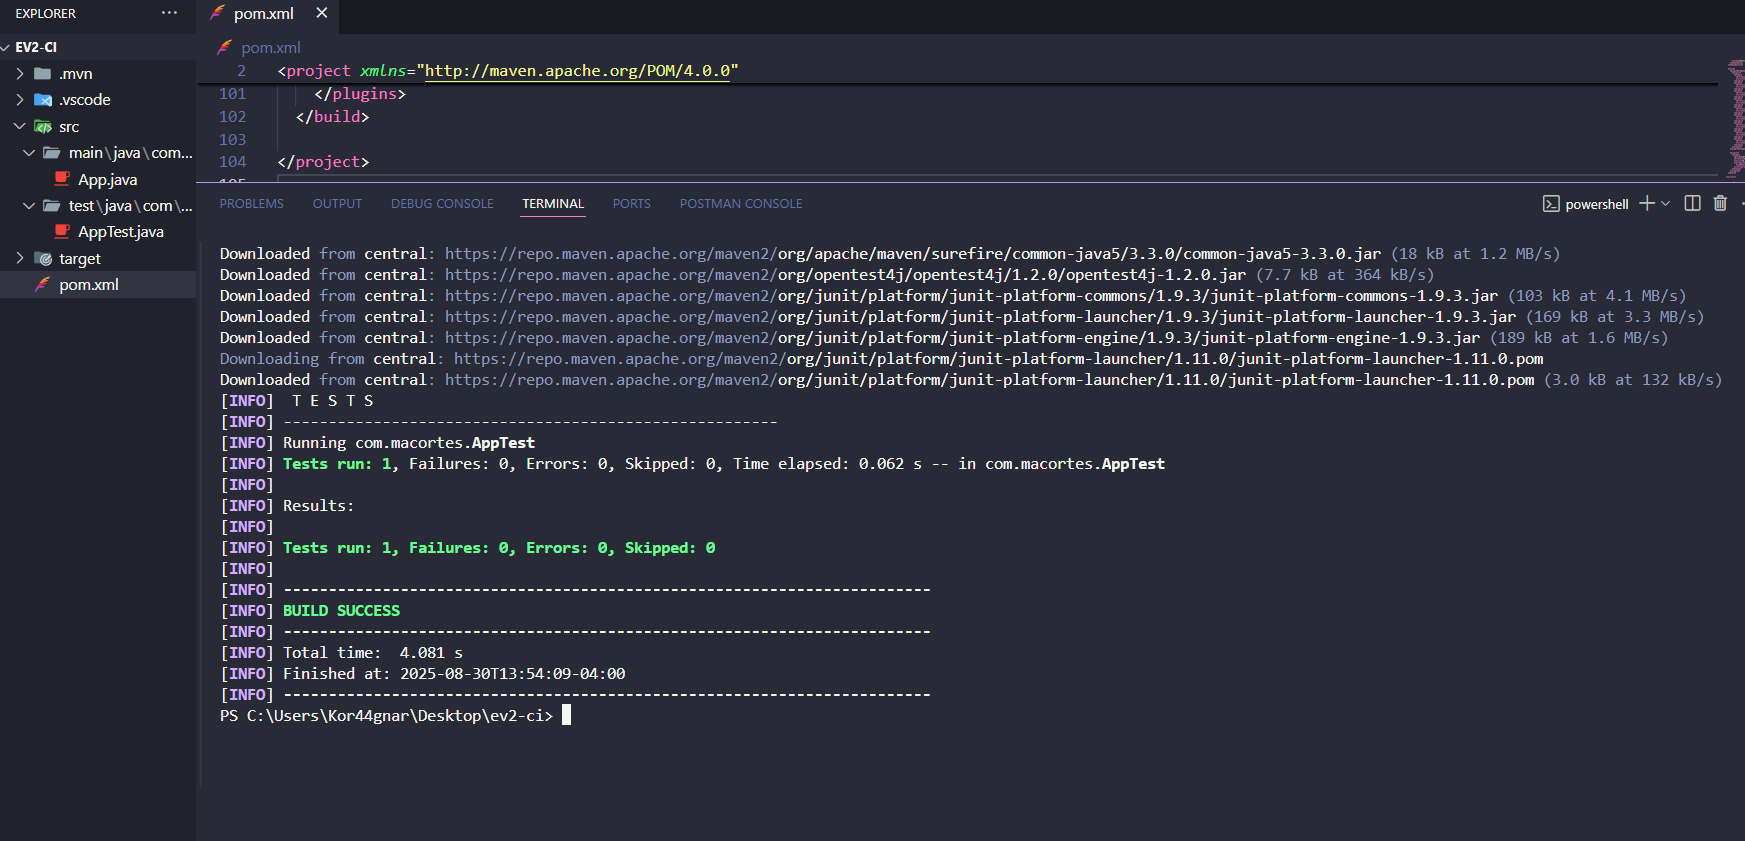 EXPLORER
EV2-CI
.mvn
.vscode
src
main\java\com...
App.java
test\java\com\...
AppTest.java
target
pom.xml
pom.xml
pom.xml
2 <project xmlns="http://maven.apache.org/POM/4.0.0"
101 </plugins>
102 </build>
103
104 </project>
105
PROBLEMS OUTPUT DEBUG CONSOLE TERMINAL PORTS POSTMAN CONSOLE
powershell
Downloaded from central: https://repo.maven.apache.org/maven2/org/apache/maven/surefire/common-java5/3.3.0/common-java5-3.3.0.jar (18 kB at 1.2 MB/s)
Downloaded from central: https://repo.maven.apache.org/maven2/org/opentest4j/opentest4j/1.2.0/opentest4j-1.2.0.jar (7.7 kB at 364 kB/s)
Downloaded from central: https://repo.maven.apache.org/maven2/org/junit/platform/junit-platform-commons/1.9.3/junit-platform-commons-1.9.3.jar (103 kB at 4.1 MB/s)
Downloaded from central: https://repo.maven.apache.org/maven2/org/junit/platform/junit-platform-launcher/1.9.3/junit-platform-launcher-1.9.3.jar (169 kB at 3.3 MB/s)
Downloaded from central: https://repo.maven.apache.org/maven2/org/junit/platform/junit-platform-engine/1.9.3/junit-platform-engine-1.9.3.jar (189 kB at 1.6 MB/s)
Downloading from central: https://repo.maven.apache.org/maven2/org/junit/platform/junit-platform-launcher/1.11.0/junit-platform-launcher-1.11.0.pom
Downloaded from central: https://repo.maven.apache.org/maven2/org/junit/platform/junit-platform-launcher/1.11.0/junit-platform-launcher-1.11.0.pom (3.0 kB at 132 kB/s)
[INFO]  T E S T S
[INFO] -------------------------------------------------------
[INFO] Running com.macortes.AppTest
[INFO] Tests run: 1, Failures: 0, Errors: 0, Skipped: 0, Time elapsed: 0.062 s -- in com.macortes.AppTest
[INFO]
[INFO] Results:
[INFO]
[INFO] Tests run: 1, Failures: 0, Errors: 0, Skipped: 0
[INFO]
[INFO] ------------------------------------------------------------------------
[INFO] BUILD SUCCESS
[INFO] ------------------------------------------------------------------------
[INFO] Total time:  4.081 s
[INFO] Finished at: 2025-08-30T13:54:09-04:00
[INFO] ------------------------------------------------------------------------
PS C:\Users\Kor44gnar\Desktop\ev2-ci>